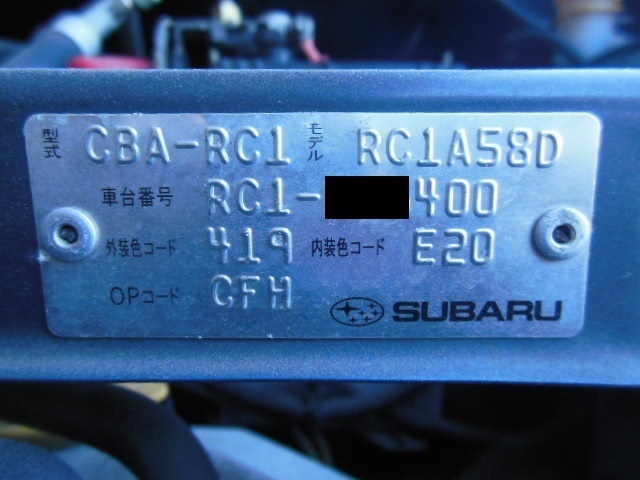 型式 CBA-RC1 モデル RC1A58D
車台番号 RC1- 400
外装色コード 419 内装色コード E20
OPコード CFH
SUBARU